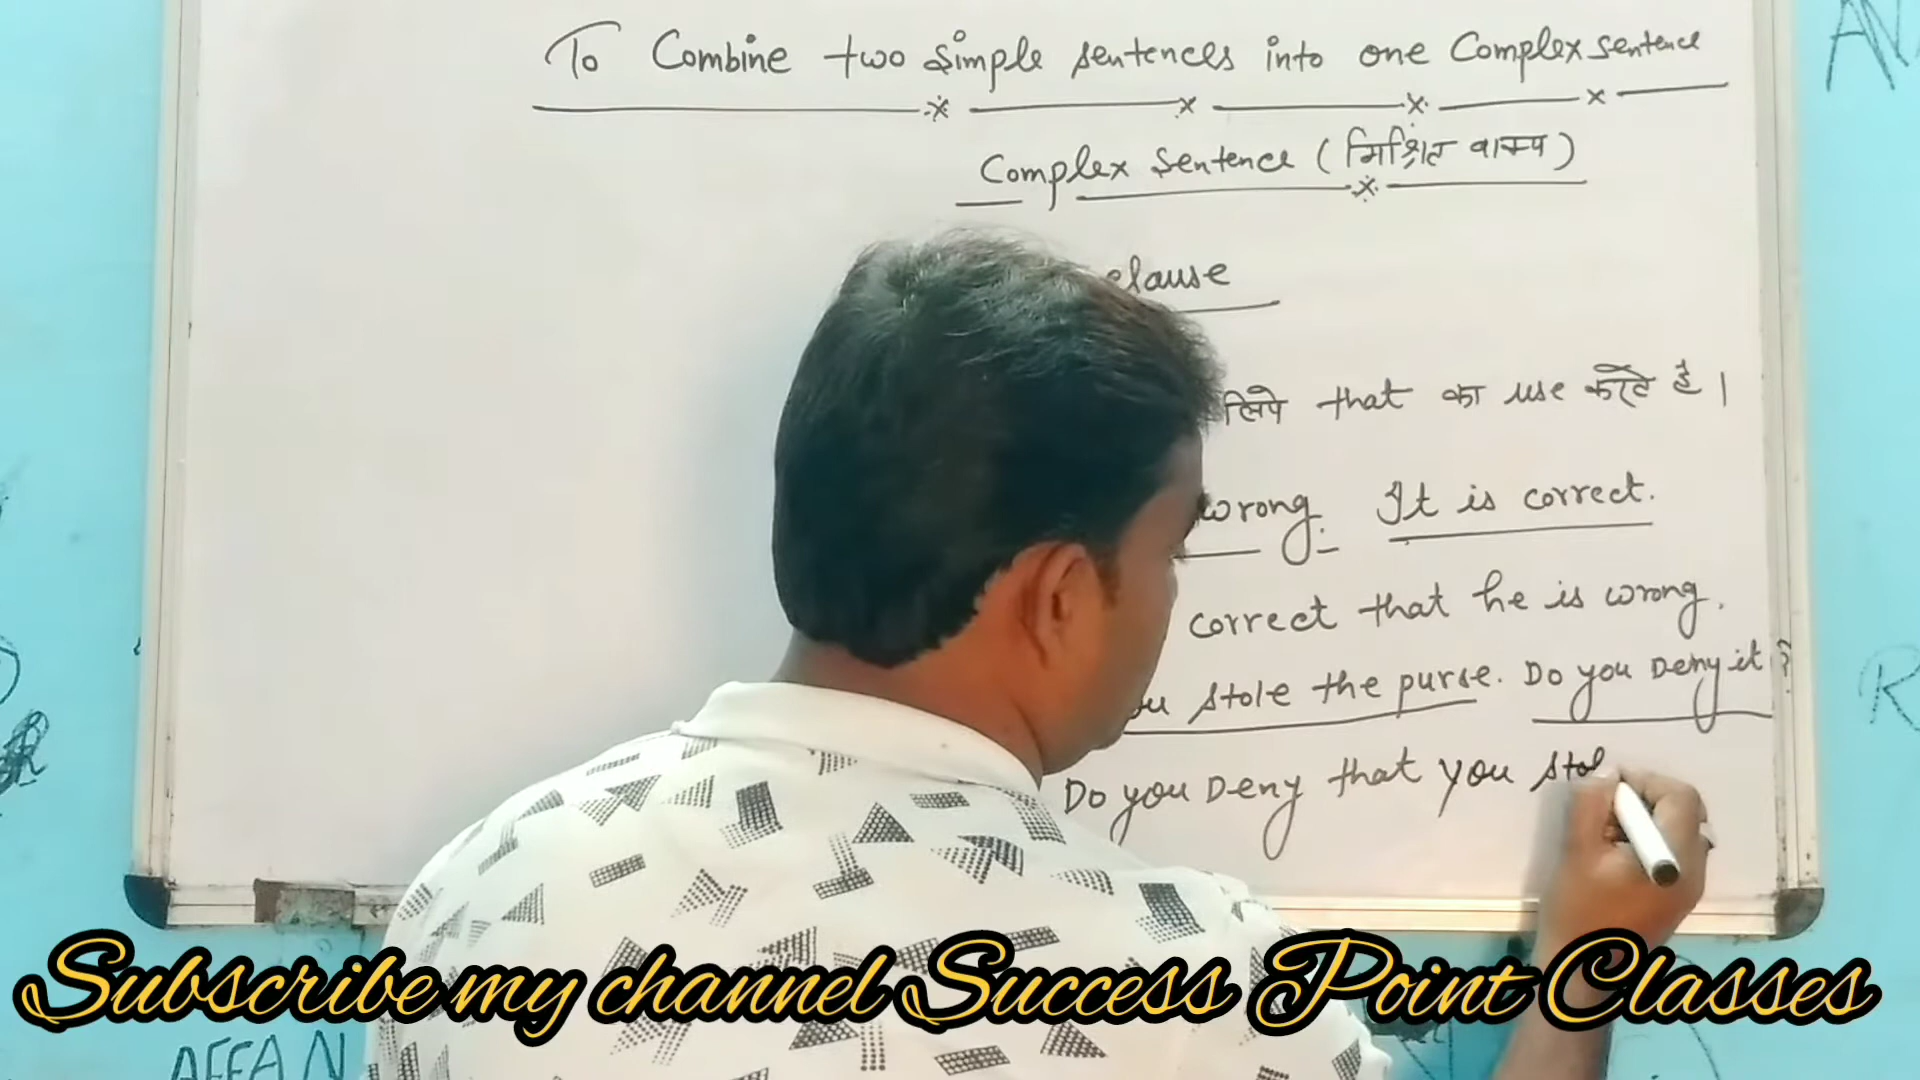 To Combine two simple sentences into one Complex sentence
Complex Sentence (मिश्रित वाक्य)
clause
लिये that का use करते है।
wrong. It is correct.
correct that he is wrong.
stole the purse. Do you Deny it?
Do you Deny that you stol
Subscribe my channel Success Point Classes
AFFAN